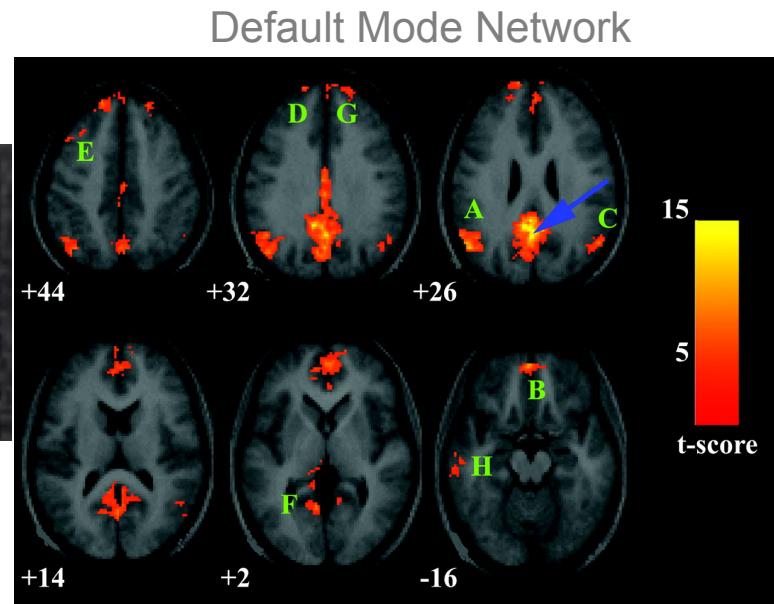 Default Mode Network
D G
E
A
C
15
+44 +32 +26
5
B
t-score
H
F
+14 +2 -16